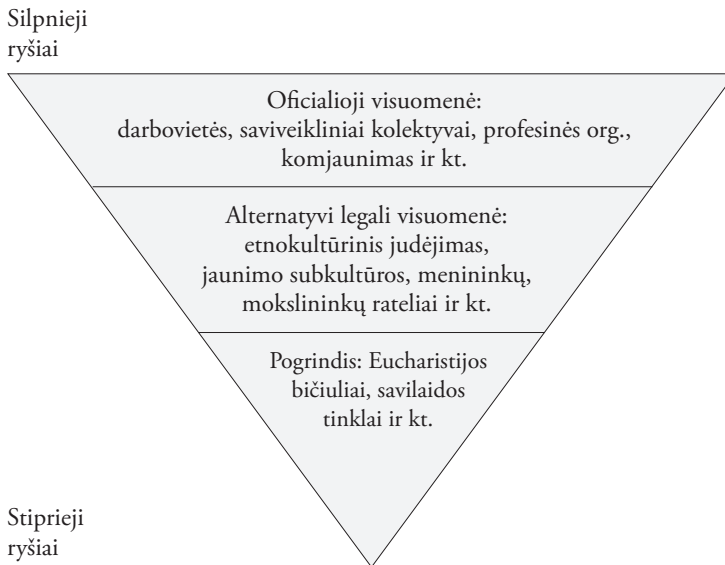 Silpnieji
ryšiai
Oficialioji visuomenė:
darbovietės, saviveikliniai kolektyvai, profesinės org.,
komjaunimas ir kt.
Alternatyvi legali visuomenė:
etnokultūrinis judėjimas,
jaunimo subkultūros, menininkų,
mokslininkų rateliai ir kt.
Pogrindis: Eucharistijos
bičiuliai, savilaidos
tinklai ir kt.
Stiprieji
ryšiai